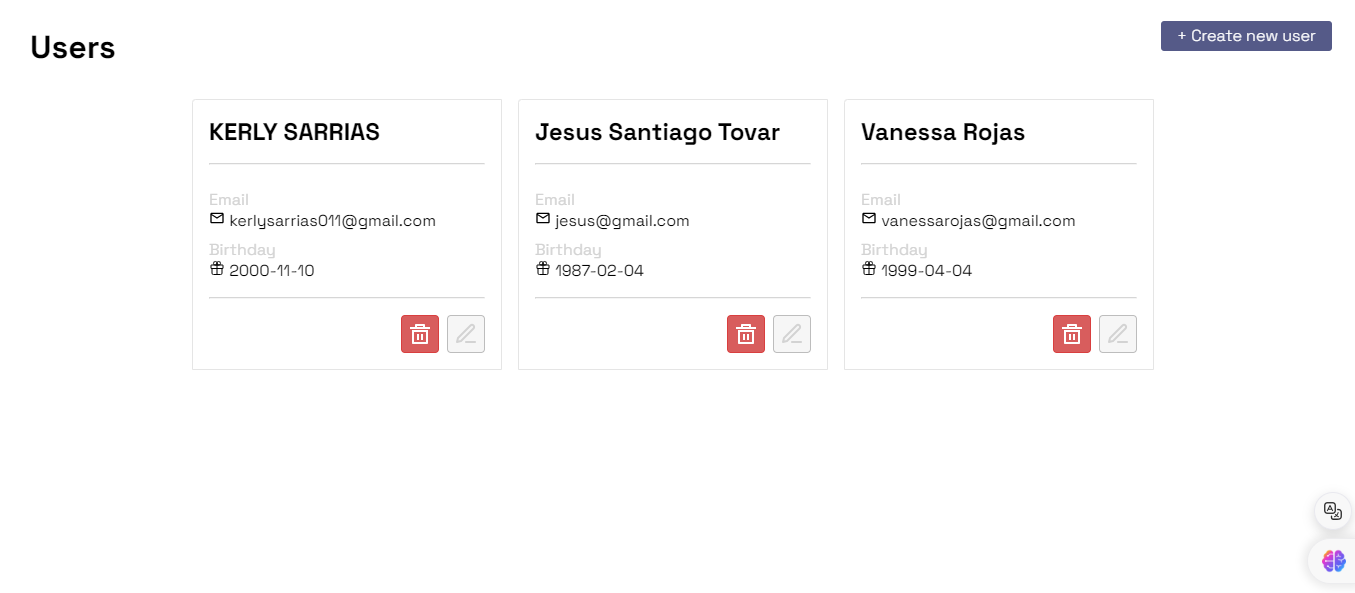 Users
+ Create new user
KERLY SARRIAS
Email
kerlysarrias011@gmail.com
Birthday
2000-11-10
Jesus Santiago Tovar
Email
jesus@gmail.com
Birthday
1987-02-04
Vanessa Rojas
Email
vanessarojas@gmail.com
Birthday
1999-04-04